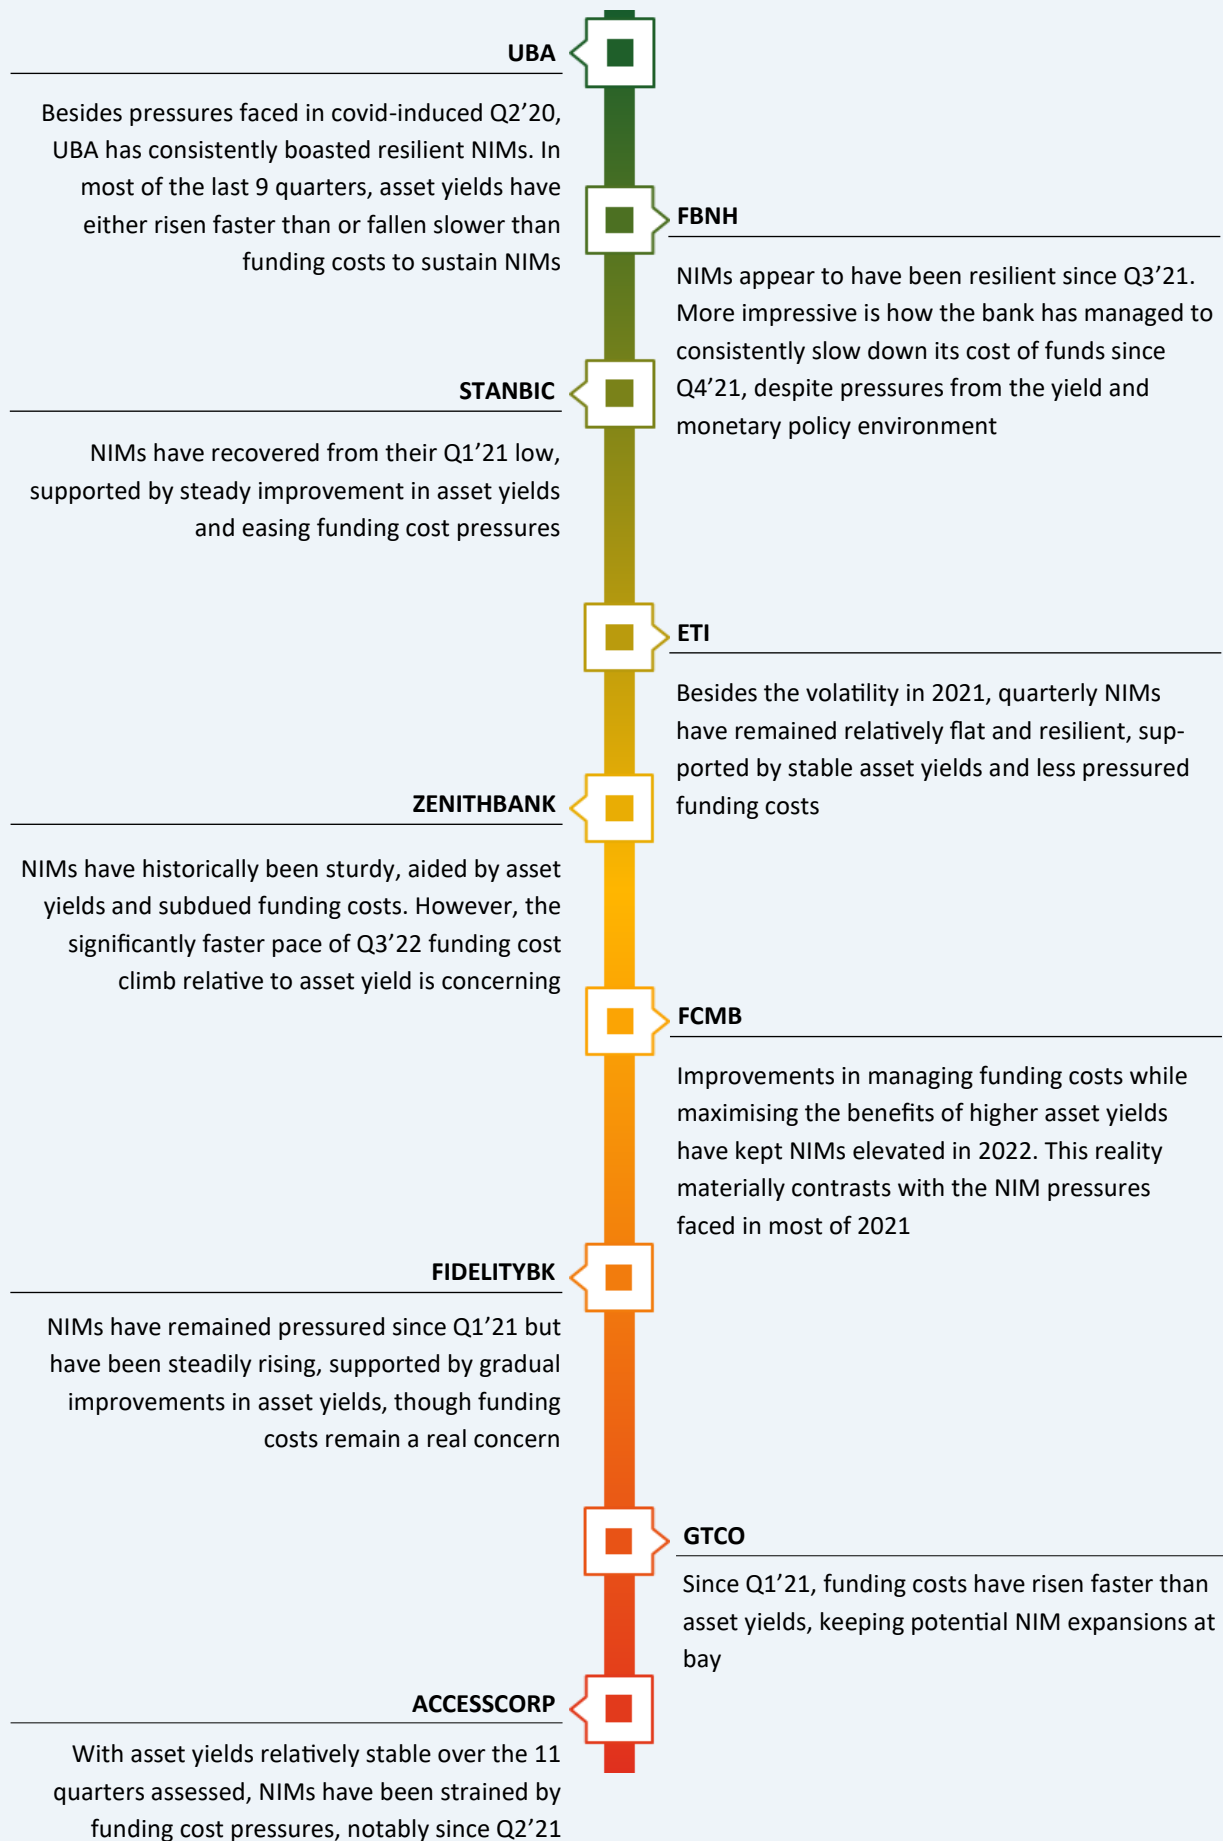 UBA
Besides pressures faced in covid-induced Q2’20,
UBA has consistently boasted resilient NIMs. In
most of the last 9 quarters, asset yields have
either risen faster than or fallen slower than
funding costs to sustain NIMs
FBNH
NIMs appear to have been resilient since Q3’21.
More impressive is how the bank has managed to
consistently slow down its cost of funds since
Q4’21, despite pressures from the yield and
monetary policy environment
STANBIC
NIMs have recovered from their Q1’21 low,
supported by steady improvement in asset yields
and easing funding cost pressures
ETI
Besides the volatility in 2021, quarterly NIMs
have remained relatively flat and resilient, sup-
ported by stable asset yields and less pressured
funding costs
ZENITHBANK
NIMs have historically been sturdy, aided by asset
yields and subdued funding costs. However, the
significantly faster pace of Q3’22 funding cost
climb relative to asset yield is concerning
FCMB
Improvements in managing funding costs while
maximising the benefits of higher asset yields
have kept NIMs elevated in 2022. This reality
materially contrasts with the NIM pressures
faced in most of 2021
FIDELITYBK
NIMs have remained pressured since Q1’21 but
have been steadily rising, supported by gradual
improvements in asset yields, though funding
costs remain a real concern
GTCO
Since Q1’21, funding costs have risen faster than
asset yields, keeping potential NIM expansions at
bay
ACCESSCORP
With asset yields relatively stable over the 11
quarters assessed, NIMs have been strained by
funding cost pressures, notably since Q2’21